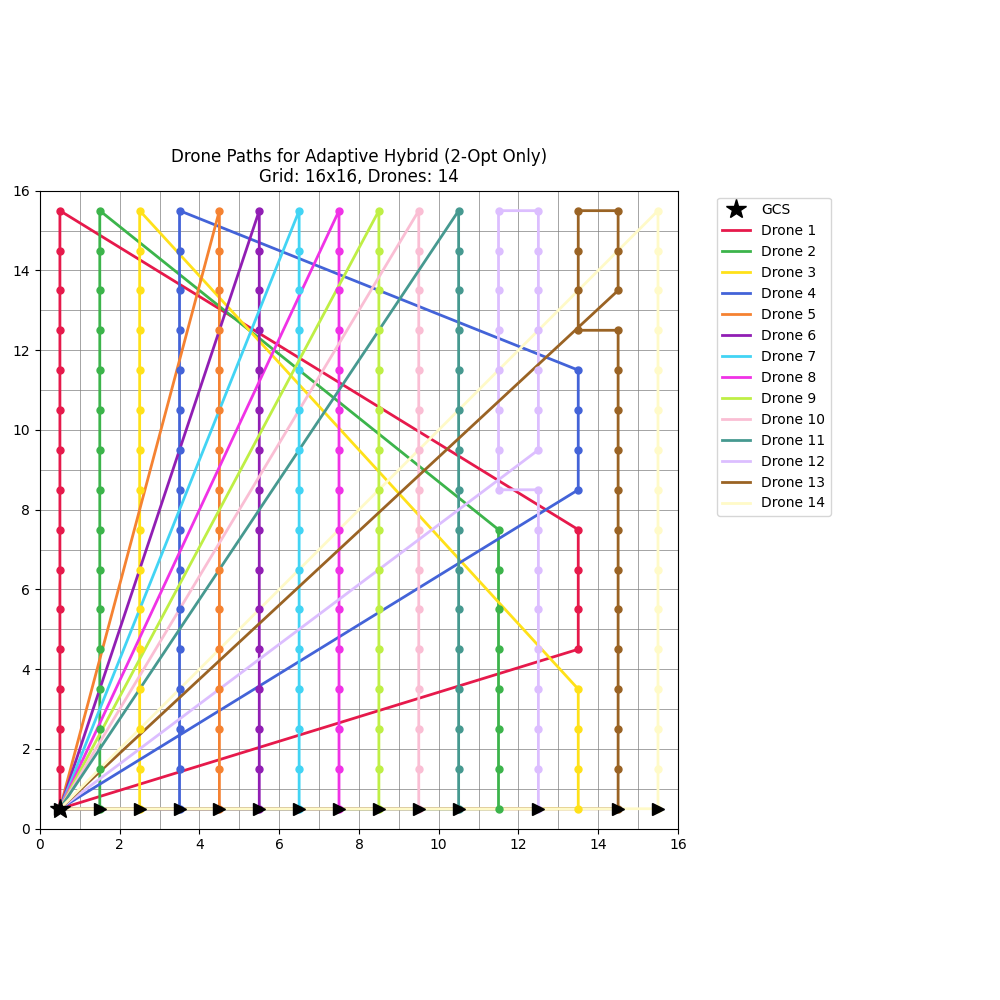 Drone Paths for Adaptive Hybrid (2-Opt Only)
Grid: 16x16, Drones: 14
16
14
12
10
8
6
4
2
0
0 2 4 6 8 10 12 14 16
GCS
Drone 1
Drone 2
Drone 3
Drone 4
Drone 5
Drone 6
Drone 7
Drone 8
Drone 9
Drone 10
Drone 11
Drone 12
Drone 13
Drone 14